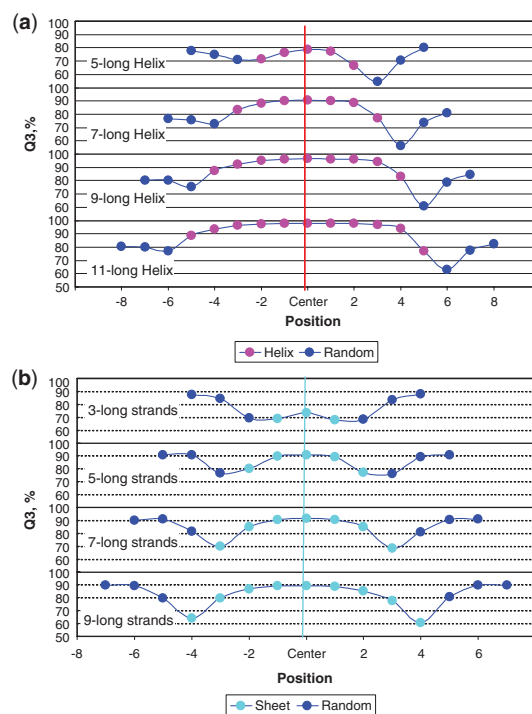 (a)
100
90
80
70
5-long Helix
60
100
90
80
70
7-long Helix
60
Q3,%
100
90
80
70
9-long Helix
60
100
90
80
70
11-long Helix
60
50
-8 -6 -4 -2 Center 2 4 6 8
Position
Helix Random
(b)
100
90
80
3-long strands
70
60
100
90
80
5-long strands
70
60
Q3, %
100
90
80
7-long strands
70
60
100
90
80
70
9-long strands
60
50
-8 -6 -4 -2 Center 2 4 6
Position
Sheet Random